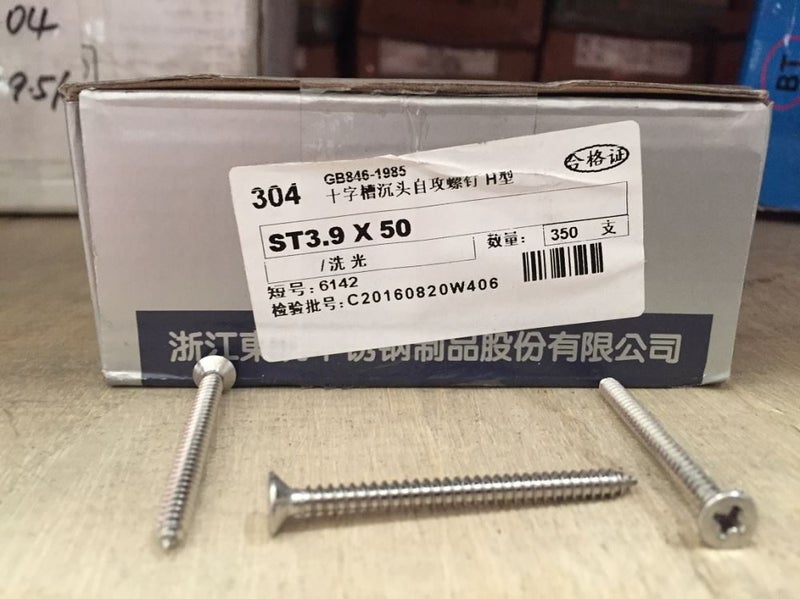 04
9.5/
BT
合格证
GB846-1985
304 十字槽沉头自攻螺钉 H型
ST3.9 X 50
数量: 350 支
/洗光
短号:6142
检验批号:C20160820W406
浙江東 不锈钢制品股份有限公司